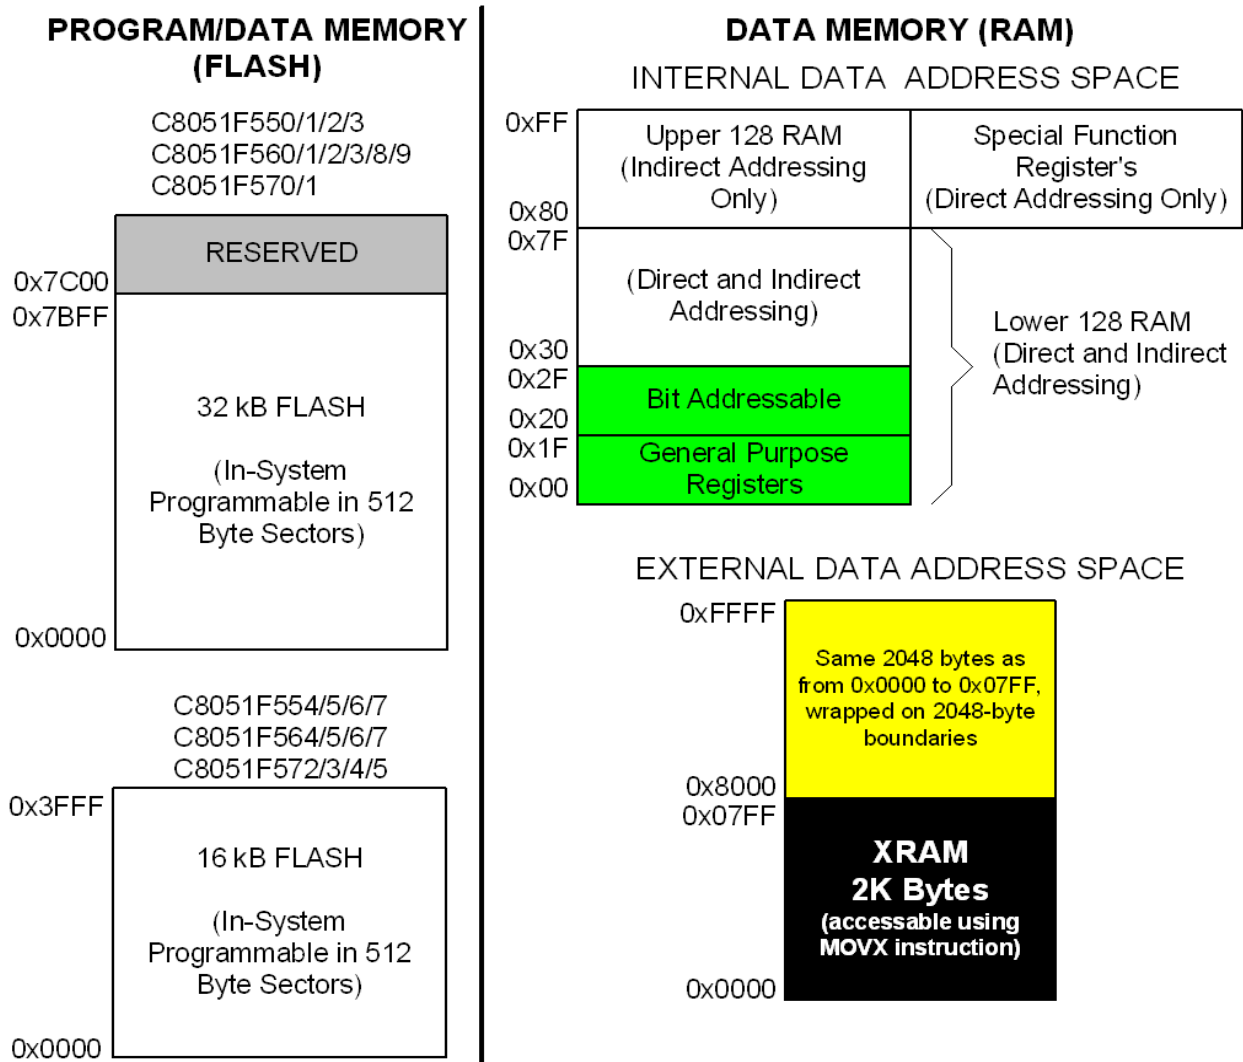 PROGRAM/DATA MEMORY
(FLASH)
C8051F550/1/2/3
C8051F560/1/2/3/8/9
C8051F570/1
RESERVED
0x7C00
0x7BFF
32 kB FLASH
(In-System
Programmable in 512
Byte Sectors)
0x0000
C8051F554/5/6/7
C8051F564/5/6/7
C8051F572/3/4/5
0x3FFF
16 kB FLASH
(In-System
Programmable in 512
Byte Sectors)
0x0000
DATA MEMORY (RAM)
INTERNAL DATA ADDRESS SPACE
0xFF
Upper 128 RAM
(Indirect Addressing
Only)
0x80
Special Function
Register's
(Direct Addressing Only)
0x7F
(Direct and Indirect
Addressing)
0x30
0x2F
Bit Addressable
0x20
0x1F
General Purpose
Registers
0x00
Lower 128 RAM
(Direct and Indirect
Addressing)
EXTERNAL DATA ADDRESS SPACE
0xFFFF
Same 2048 bytes as
from 0x0000 to 0x07FF,
wrapped on 2048-byte
boundaries
0x8000
0x07FF
XRAM
2K Bytes
(accessable using
MOVX instruction)
0x0000